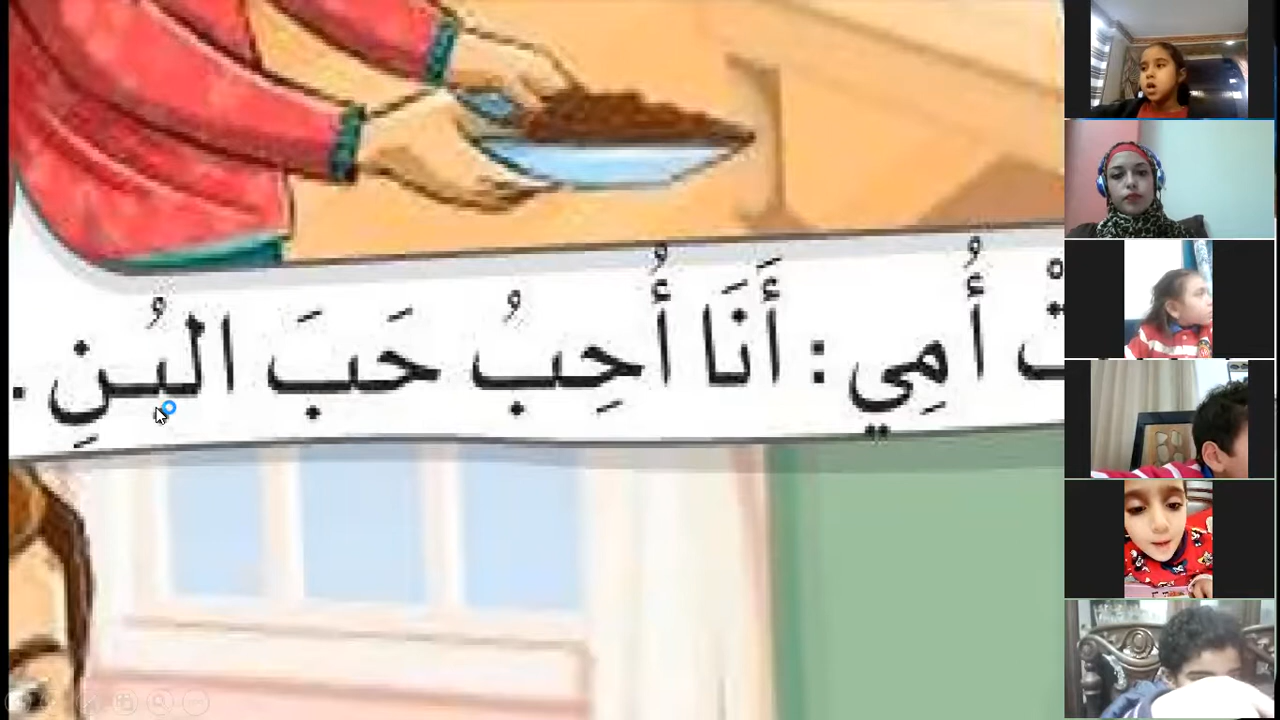 أُمِي : أَنَا أُحِبُ حَبَ البُنِ .